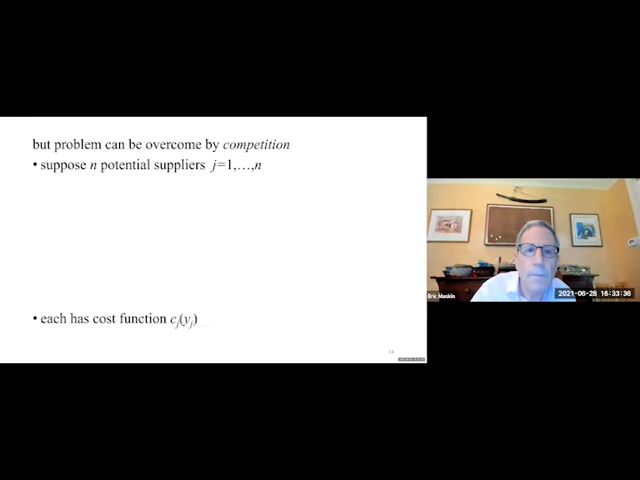 but problem can be overcome by competition
• suppose n potential suppliers j=1,…,n
• each has cost function cⱼ(yⱼ)
14
Eric Maskin
2021-06-28 16:33:36